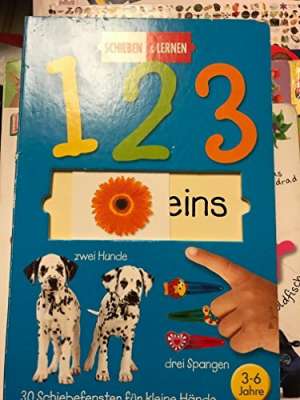 SCHIEBEN & LERNEN
1 2 3
eins
zwei Hunde
drei Spangen
3-6
Jahre
30 Schiebefenster für kleine Hände